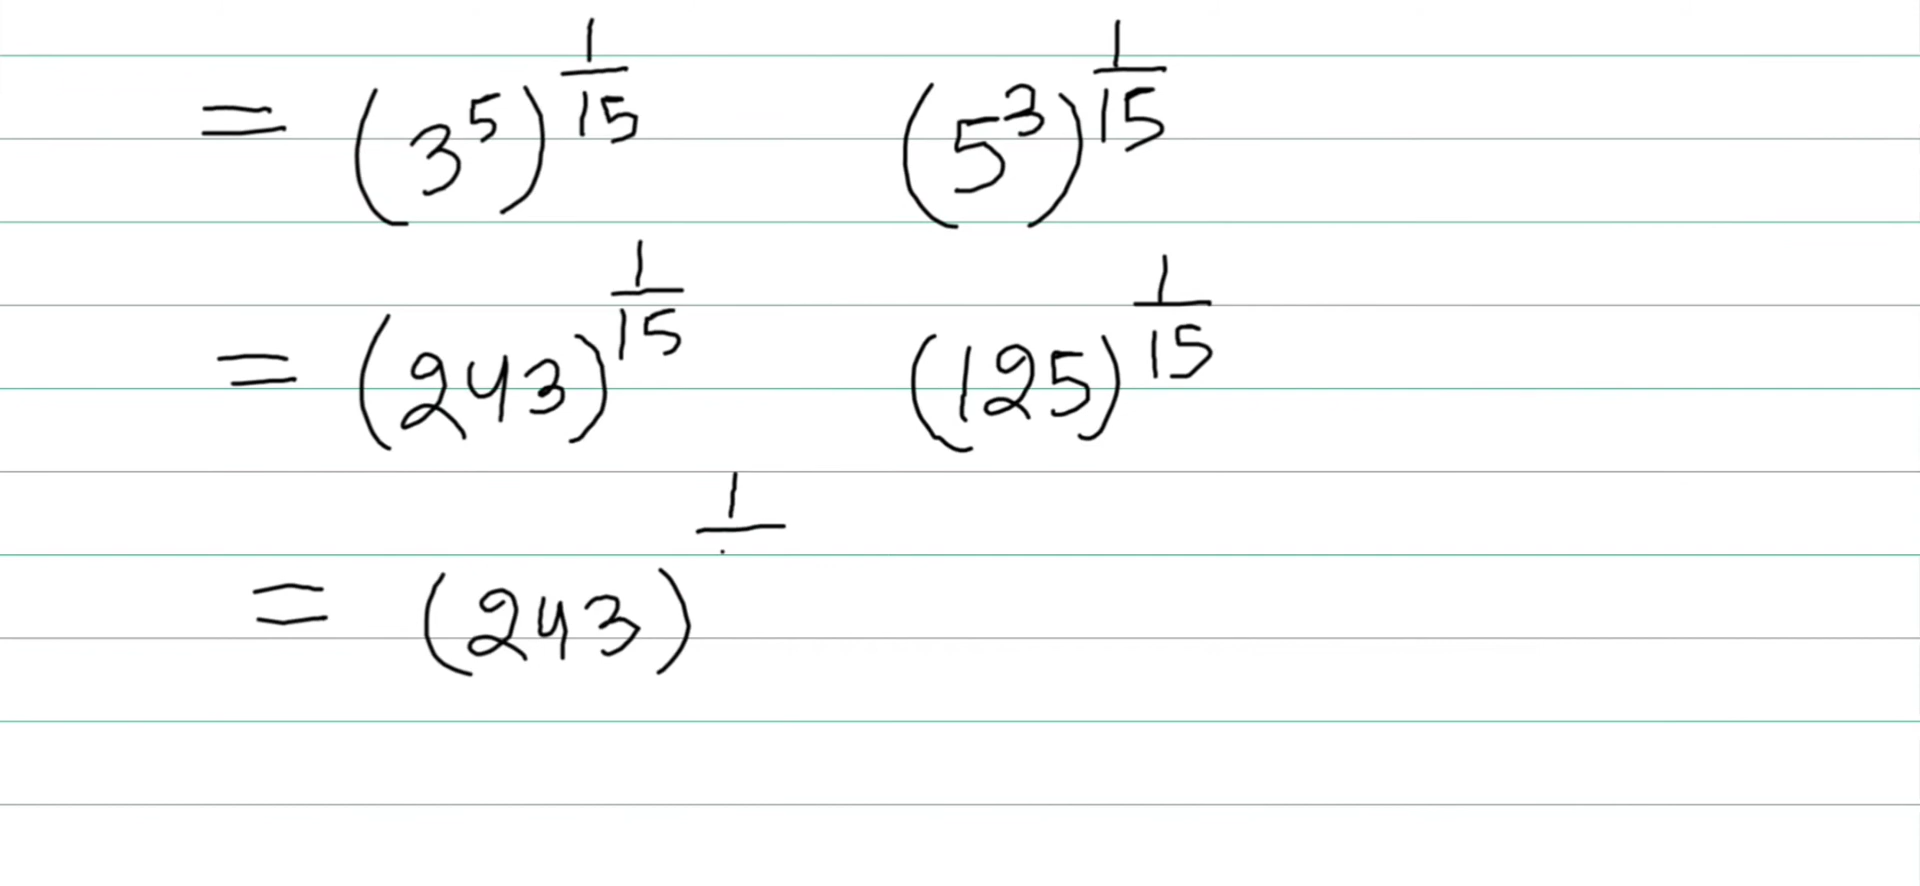 = (3^5)^{1/15} (5^3)^{1/15}
= (243)^{1/15} (125)^{1/15}
= (243)^{1/}